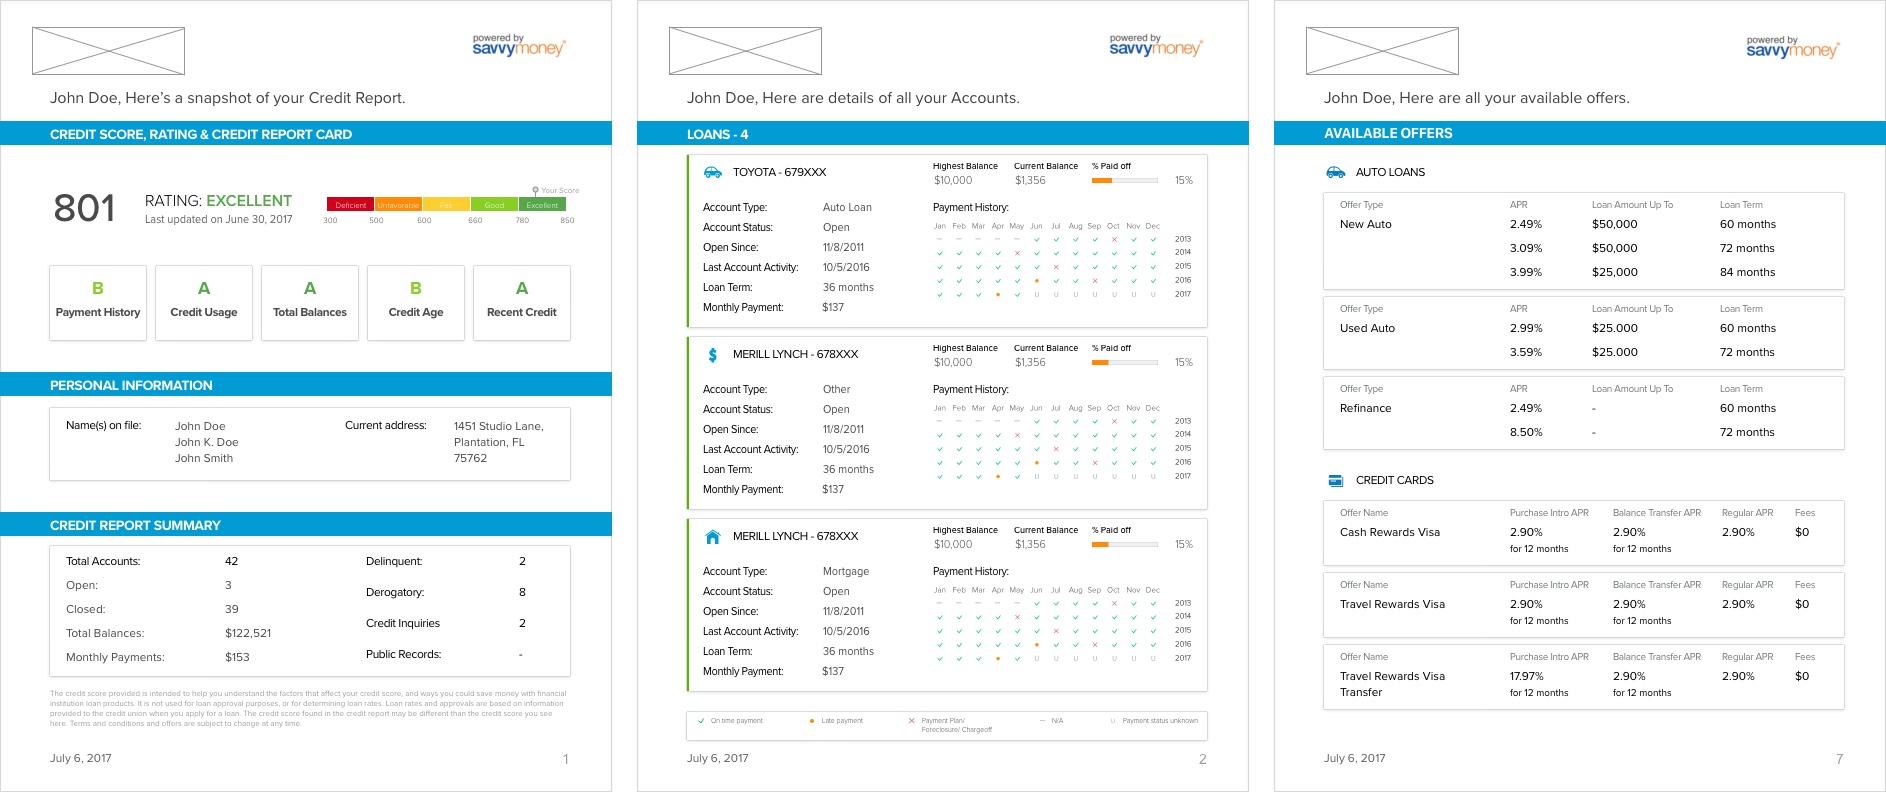 powered by
savvymoney
John Doe, Here's a snapshot of your Credit Report.
CREDIT SCORE, RATING & CREDIT REPORT CARD
801
RATING: EXCELLENT
Last updated on June 30, 2017
Your Score
Deficient Unfavorable Fair Good Excellent
300 500 600 660 780 850
B A A B A
Payment History Credit Usage Total Balances Credit Age Recent Credit
PERSONAL INFORMATION
Name(s) on file: John Doe Current address: 1451 Studio Lane,
John K. Doe Plantation, FL
John Smith 75762
CREDIT REPORT SUMMARY
Total Accounts: 42 Delinquent: 2
Open: 3 Derogatory: 8
Closed: 39 Credit Inquiries 2
Total Balances: $122,521 Public Records: -
Monthly Payments: $153
The credit score provided is intended to help you understand the factors that affect your credit score, and ways you could save money with financial
institution loan products. It is not used for loan approval purposes, or for determining loan rates. Loan rates and approvals are based on information
provided to the credit union when you apply for a loan. The credit score found in the credit report may be different than the credit score you see
here. Terms and conditions and offers are subject to change at any time.
July 6, 2017 1
powered by
savvymoney
John Doe, Here are details of all your Accounts.
LOANS - 4
TOYOTA - 679XXX
Highest Balance Current Balance % Paid off
$10,000 $1,356 15%
Account Type: Auto Loan
Account Status: Open
Open Since: 11/8/2011
Last Account Activity: 10/5/2016
Loan Term: 36 months
Monthly Payment: $137
Payment History:
Jan Feb Mar Apr May Jun Jul Aug Sep Oct Nov Dec
– – – – – ✓ ✓ ✓ ✓ ✕ ✓ ✓ 2013
✓ ✓ ✓ ✓ ✕ ✓ ✓ ✓ ✓ ✓ ✓ ✓ 2014
✓ ✓ ✓ ✓ ✓ ✓ ✕ ✓ ✓ ✓ ✓ ✓ 2015
✓ ✓ ✓ ✓ ✓ ● ✓ ✓ ✕ ✓ ✓ ✓ 2016
✓ ✓ ✓ ● ✓ U U U U U U U 2017
$ MERILL LYNCH - 678XXX
Highest Balance Current Balance % Paid off
$10,000 $1,356 15%
Account Type: Other
Account Status: Open
Open Since: 11/8/2011
Last Account Activity: 10/5/2016
Loan Term: 36 months
Monthly Payment: $137
Payment History:
Jan Feb Mar Apr May Jun Jul Aug Sep Oct Nov Dec
– – – – – ✓ ✓ ✓ ✓ ✕ ✓ ✓ 2013
✓ ✓ ✓ ✓ ✕ ✓ ✓ ✓ ✓ ✓ ✓ ✓ 2014
✓ ✓ ✓ ✓ ✓ ✓ ✕ ✓ ✓ ✓ ✓ ✓ 2015
✓ ✓ ✓ ✓ ✓ ● ✓ ✓ ✕ ✓ ✓ ✓ 2016
✓ ✓ ✓ ● ✓ U U U U U U U 2017
MERILL LYNCH - 678XXX
Highest Balance Current Balance % Paid off
$10,000 $1,356 15%
Account Type: Mortgage
Account Status: Open
Open Since: 11/8/2011
Last Account Activity: 10/5/2016
Loan Term: 36 months
Monthly Payment: $137
Payment History:
Jan Feb Mar Apr May Jun Jul Aug Sep Oct Nov Dec
– – – – – ✓ ✓ ✓ ✓ ✕ ✓ ✓ 2013
✓ ✓ ✓ ✓ ✕ ✓ ✓ ✓ ✓ ✓ ✓ ✓ 2014
✓ ✓ ✓ ✓ ✓ ✓ ✕ ✓ ✓ ✓ ✓ ✓ 2015
✓ ✓ ✓ ✓ ✓ ● ✓ ✓ ✕ ✓ ✓ ✓ 2016
✓ ✓ ✓ ● ✓ U U U U U U U 2017
✓ On time payment ● Late payment ✕ Payment Plan/ – N/A U Payment status unknown
Foreclosure/ Chargeoff
July 6, 2017 2
powered by
savvymoney
John Doe, Here are all your available offers.
AVAILABLE OFFERS
AUTO LOANS
Offer Type APR Loan Amount Up To Loan Term
New Auto 2.49% $50,000 60 months
3.09% $50,000 72 months
3.99% $25,000 84 months
Offer Type APR Loan Amount Up To Loan Term
Used Auto 2.99% $25.000 60 months
3.59% $25.000 72 months
Offer Type APR Loan Amount Up To Loan Term
Refinance 2.49% - 60 months
8.50% - 72 months
CREDIT CARDS
Offer Name Purchase Intro APR Balance Transfer APR Regular APR Fees
Cash Rewards Visa 2.90% 2.90% 2.90% $0
for 12 months for 12 months
Offer Name Purchase Intro APR Balance Transfer APR Regular APR Fees
Travel Rewards Visa 2.90% 2.90% 2.90% $0
for 12 months for 12 months
Offer Name Purchase Intro APR Balance Transfer APR Regular APR Fees
Travel Rewards Visa 17.97% 2.90% 2.90% $0
Transfer for 12 months for 12 months
July 6, 2017 7